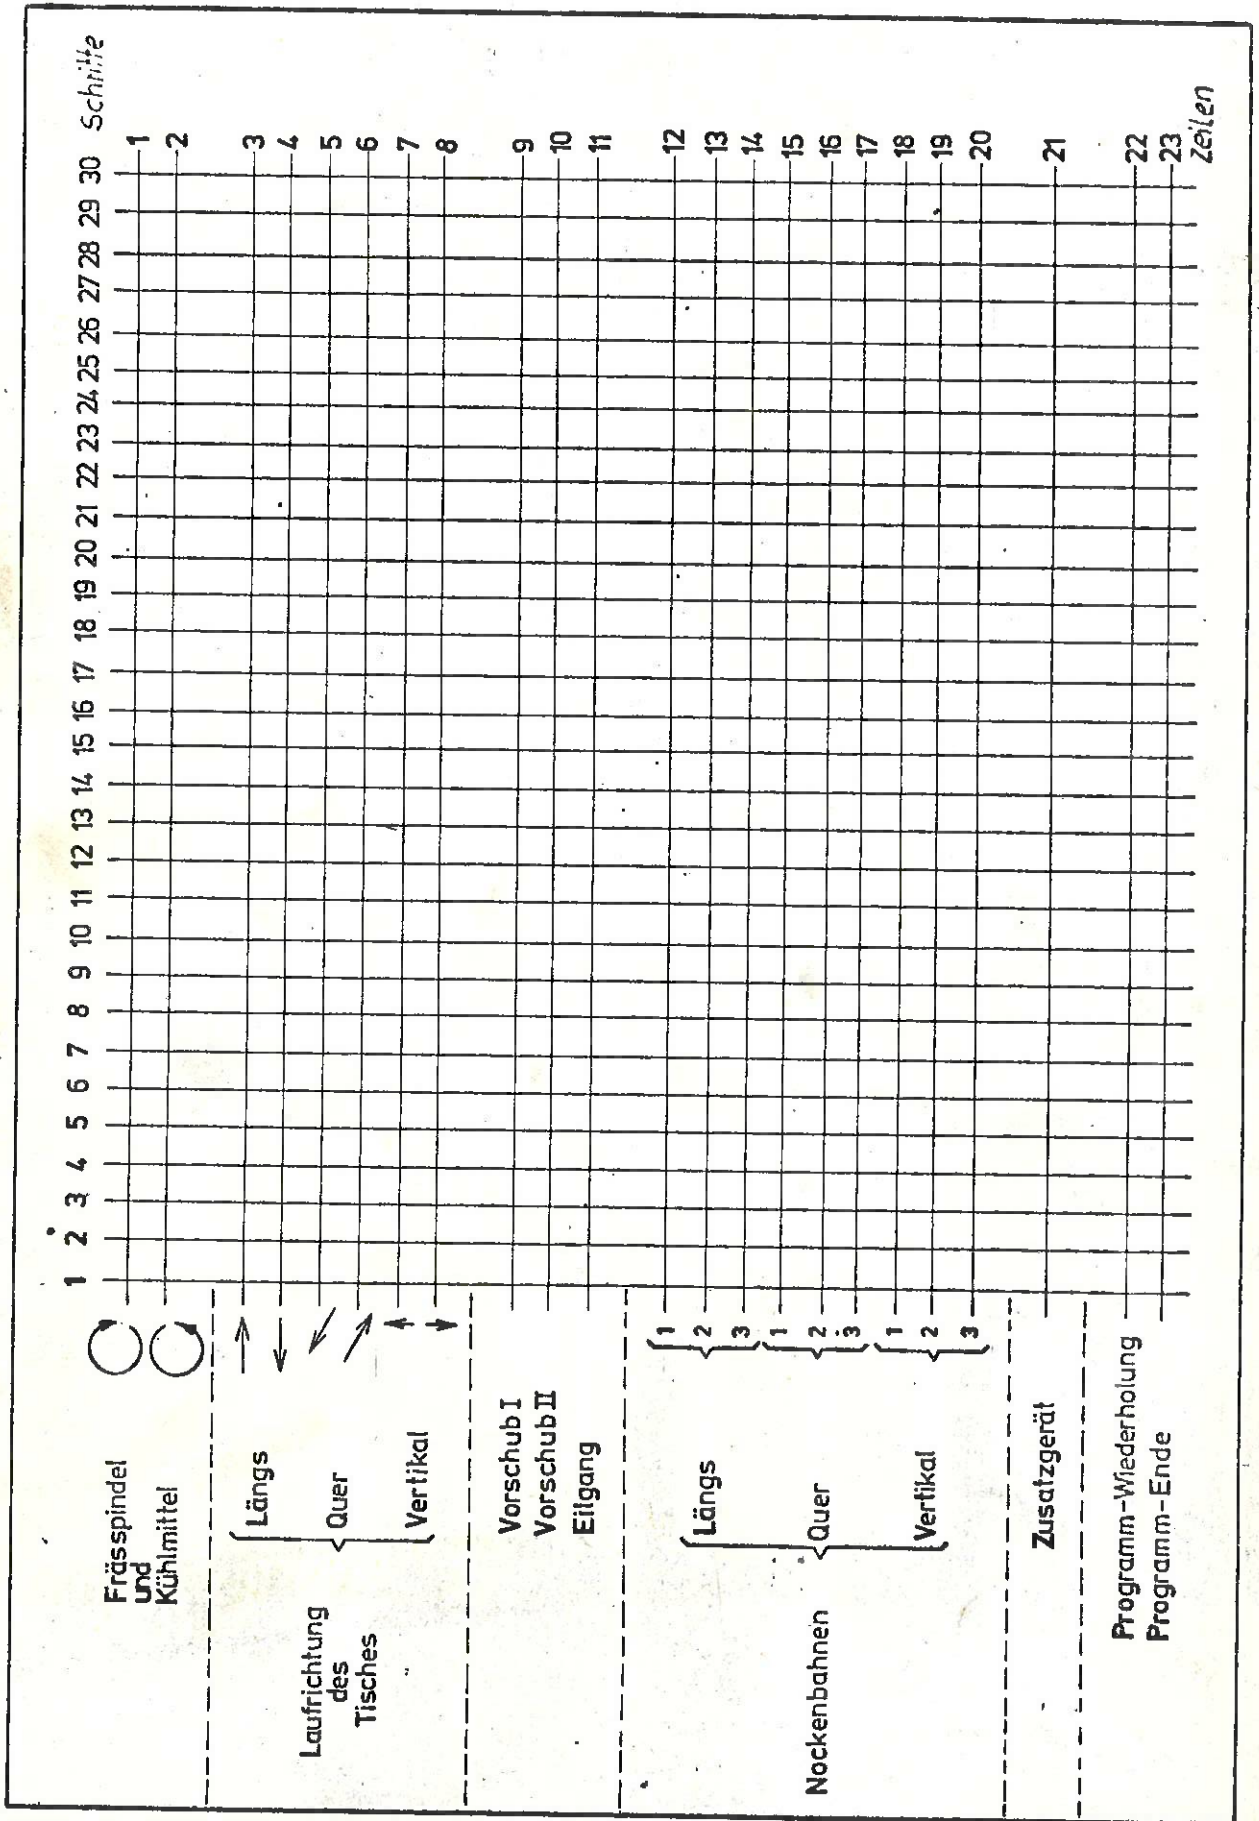 1 2 3 4 5 6 7 8 9 10 11 12 13 14 15 16 17 18 19 20 21 22 23 24 25 26 27 28 29 30 Schritte
Frässpindel
und
Kühlmittel
1
2
Laufrichtung
des
Tisches
Längs
3
4
Quer
5
6
Vertikal
7
8
Vorschub I
9
Vorschub II
10
Eilgang
11
Nockenbahnen
Längs
1 12
2 13
3 14
Quer
1 15
2 16
3 17
Vertikal
1 18
2 19
3 20
Zusatzgerät
21
Programm-Wiederholung
22
Programm-Ende
23
Zeilen